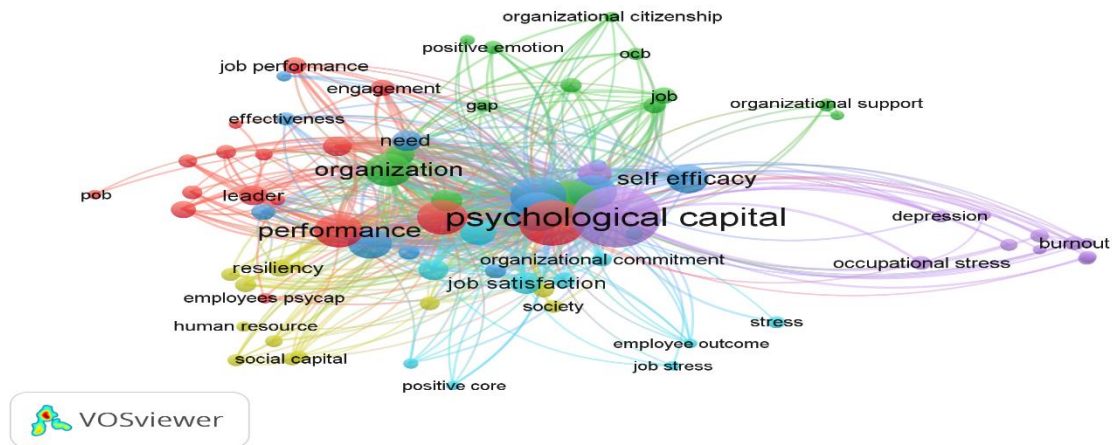 organizational citizenship
positive emotion
ocb
job performance
engagement
job
gap
organizational support
effectiveness
need
organization
self efficacy
pob
leader
psychological capital
depression
performance
burnout
organizational commitment
occupational stress
resiliency
job satisfaction
employees psycap
society
human resource
stress
employee outcome
social capital
job stress
positive core
VOSviewer